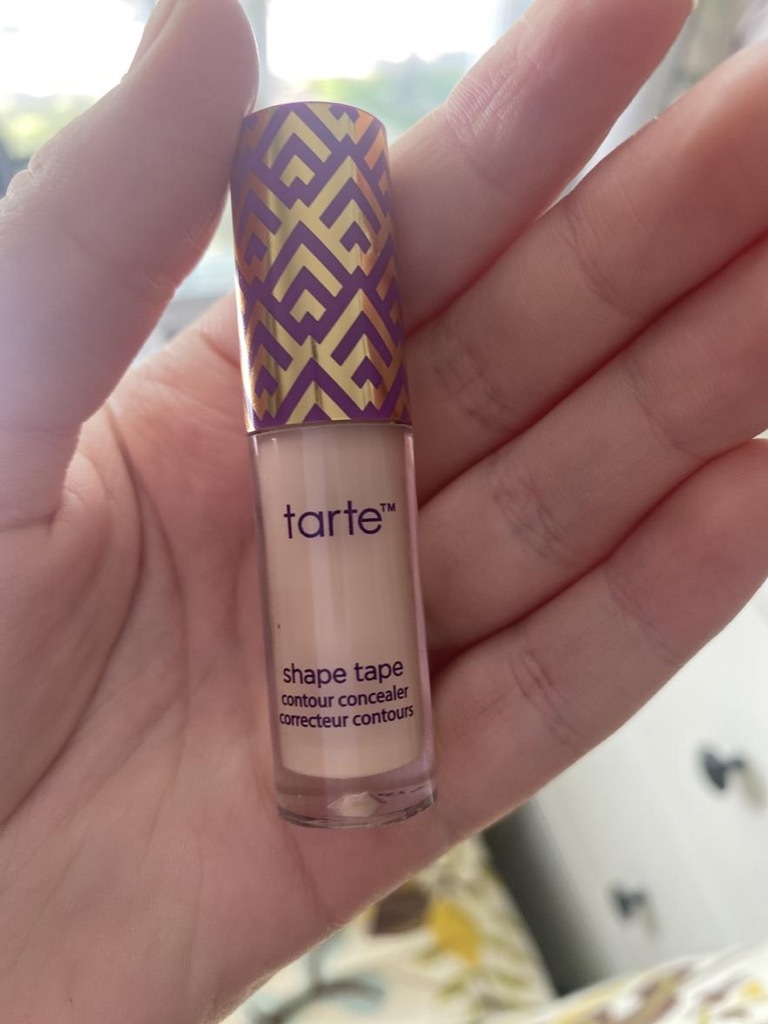 tarte™
shape tape
contour concealer
correcteur contours